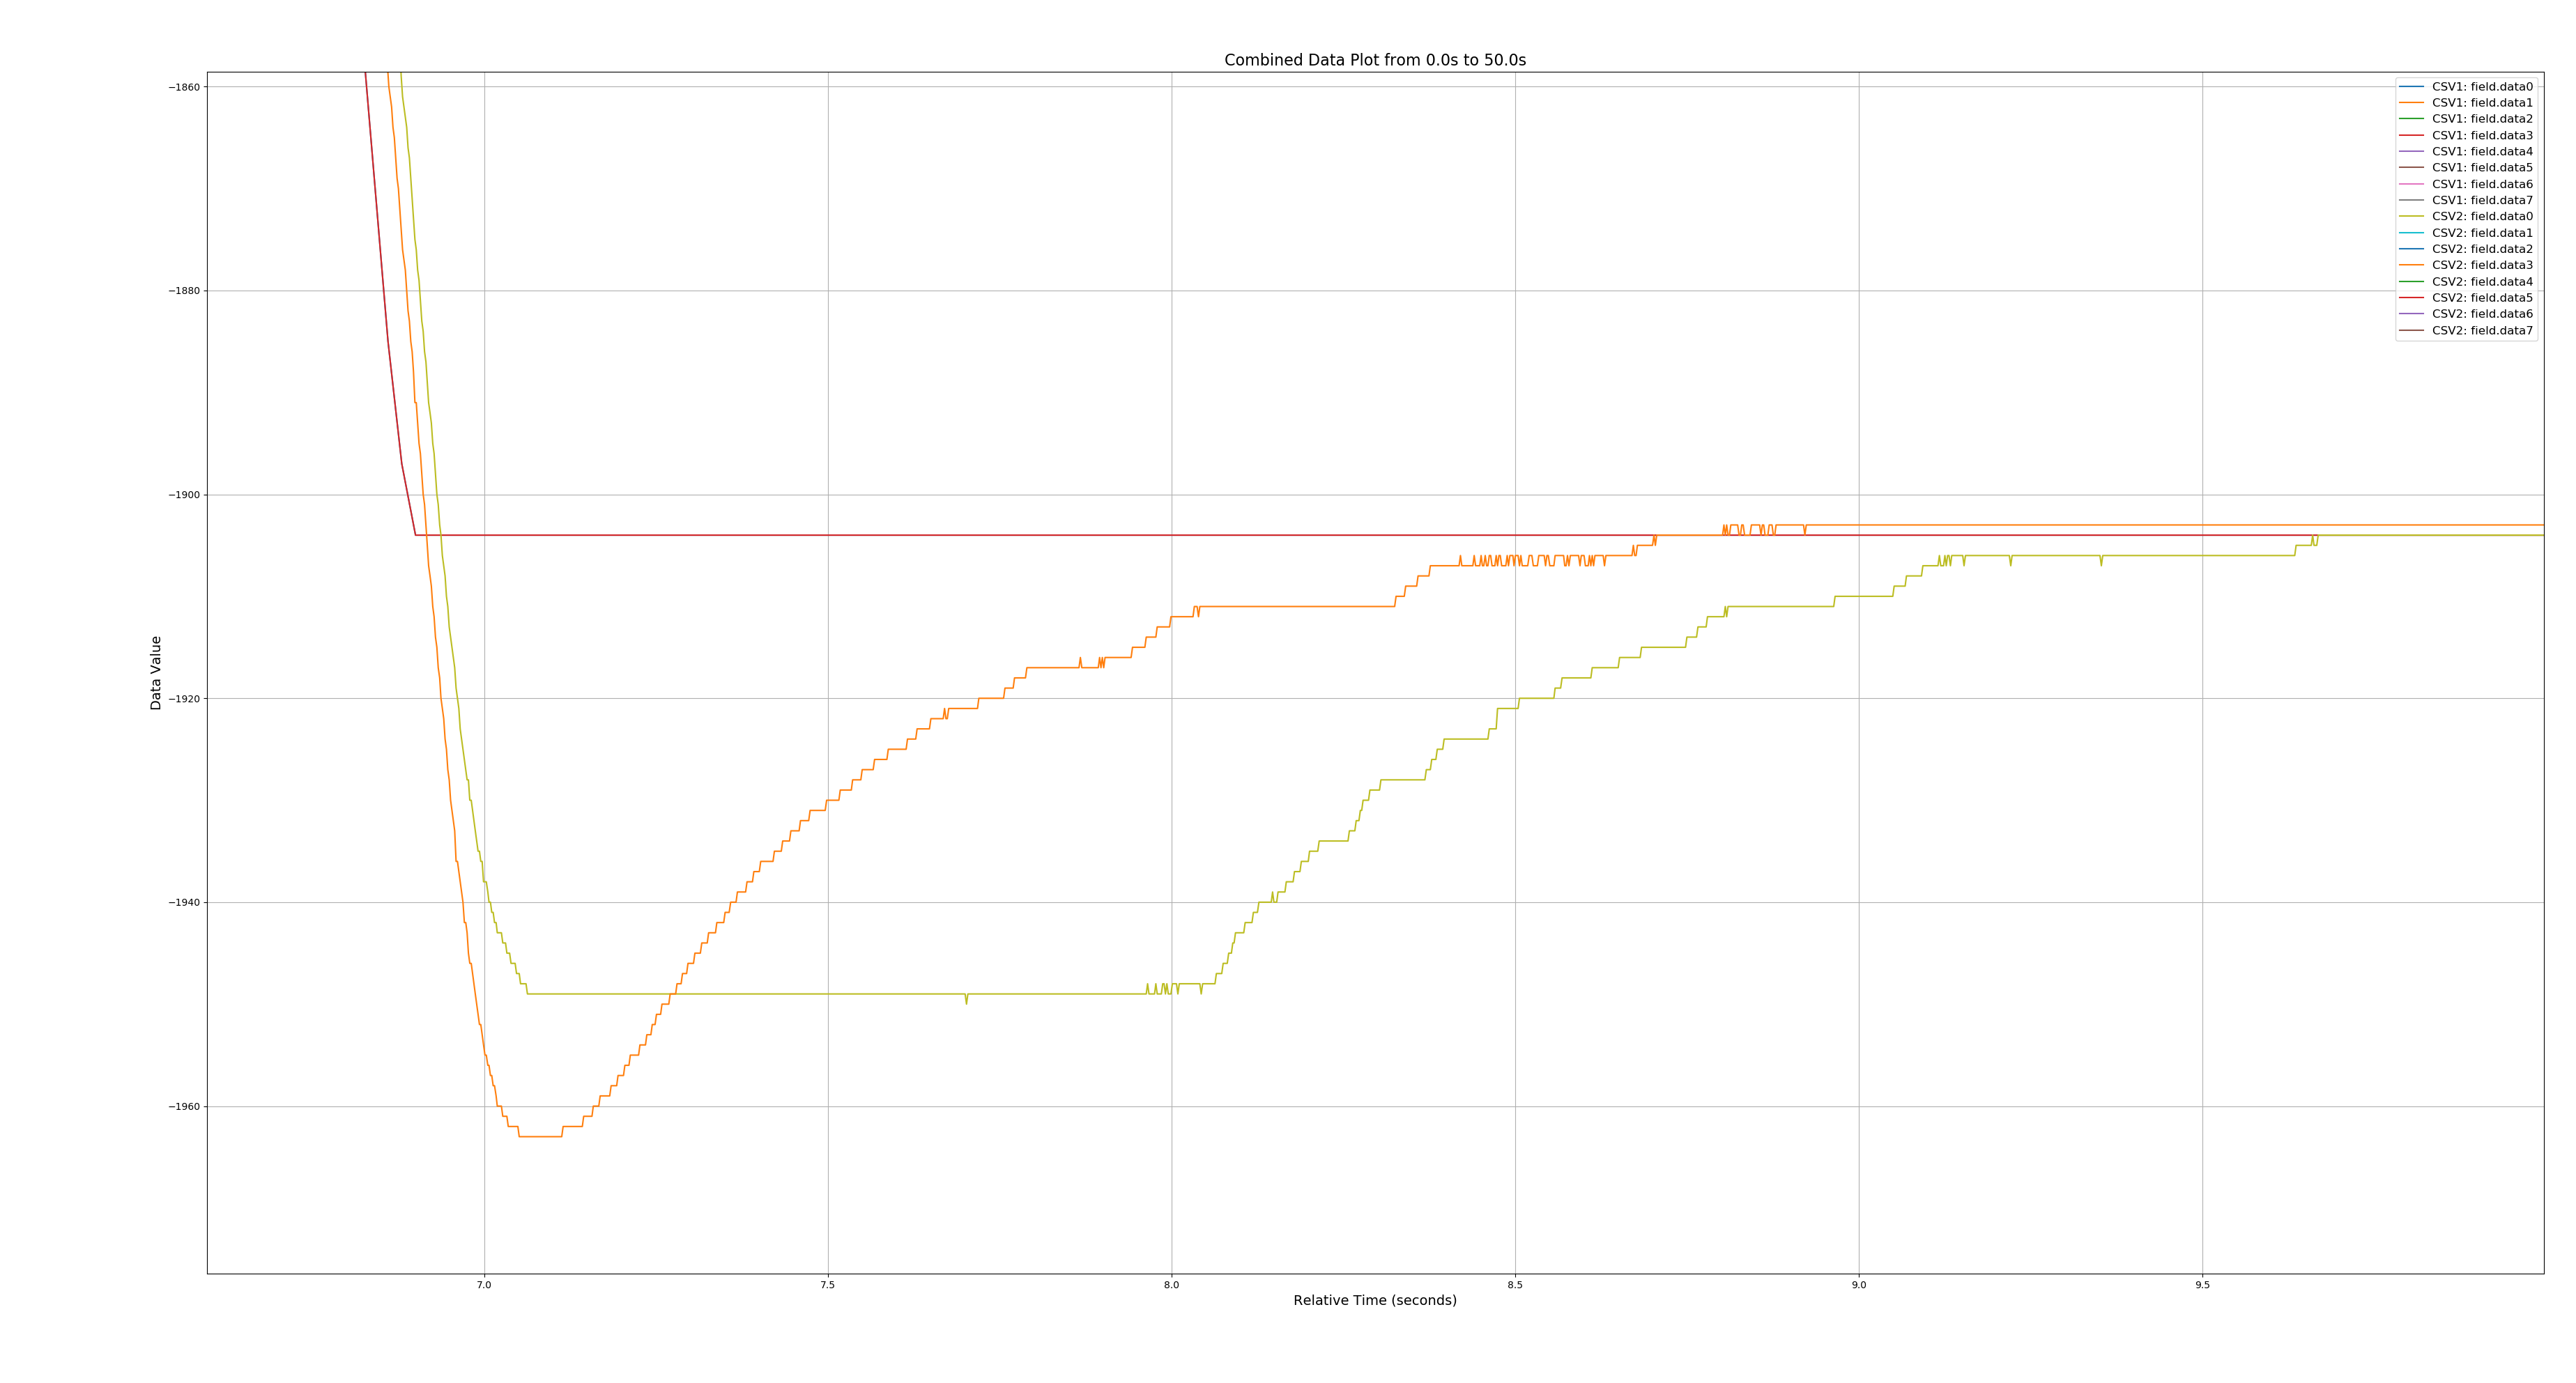 Combined Data Plot from 0.0s to 50.0s
−1860
−1880
−1900
−1920
−1940
−1960
Data Value
7.0
7.5
8.0
8.5
9.0
9.5
Relative Time (seconds)
CSV1: field.data0
CSV1: field.data1
CSV1: field.data2
CSV1: field.data3
CSV1: field.data4
CSV1: field.data5
CSV1: field.data6
CSV1: field.data7
CSV2: field.data0
CSV2: field.data1
CSV2: field.data2
CSV2: field.data3
CSV2: field.data4
CSV2: field.data5
CSV2: field.data6
CSV2: field.data7